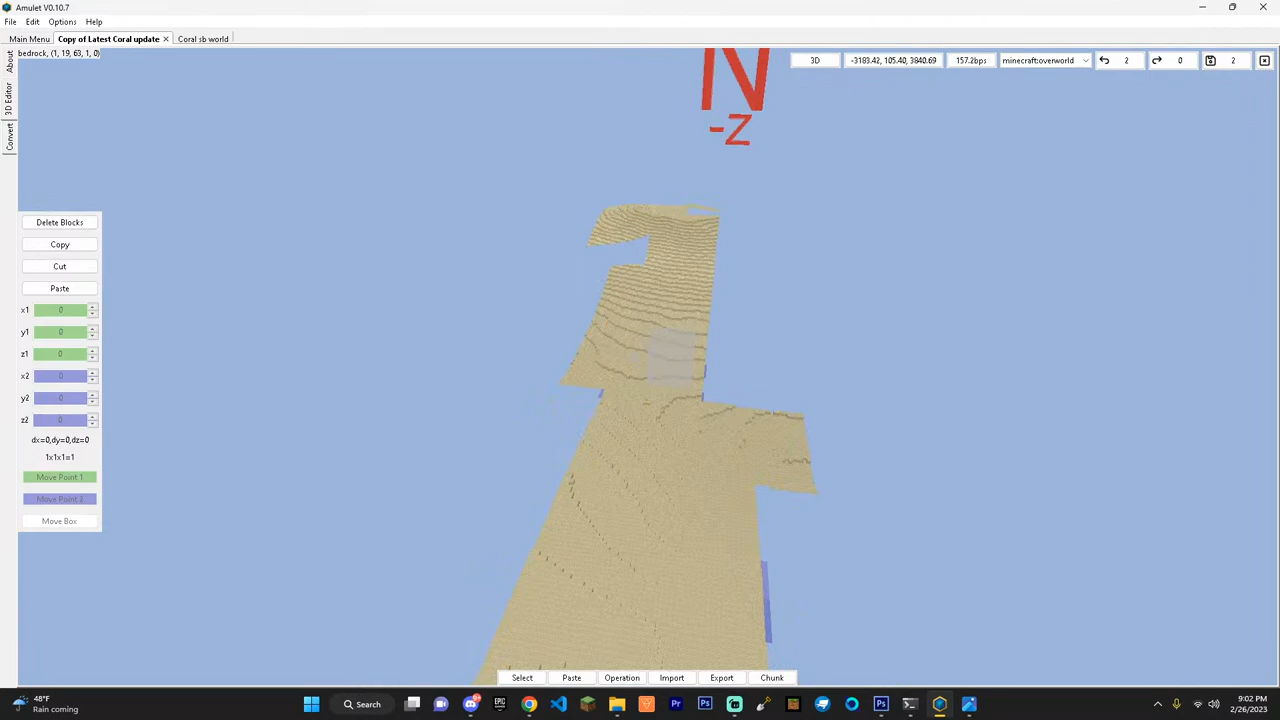 Amulet V0.10.7
File Edit Options Help
Main Menu Copy of Latest Coral update × Coral sb world
bedrock, (1, 19, 63, 1, 0)
3D -3183.42, 105.40, 3840.69 157.2bps minecraft:overworld 2 0 2
About
3D Editor
Convert
N
-Z
Delete Blocks
Copy
Cut
Paste
x1 0
y1 0
z1 0
x2 0
y2 0
z2 0
dx=0,dy=0,dz=0
1x1x1=1
Move Point 1
Move Point 2
Move Box
Select Paste Operation Import Export Chunk
48°F
Rain coming
Search
9:02 PM
2/26/2023